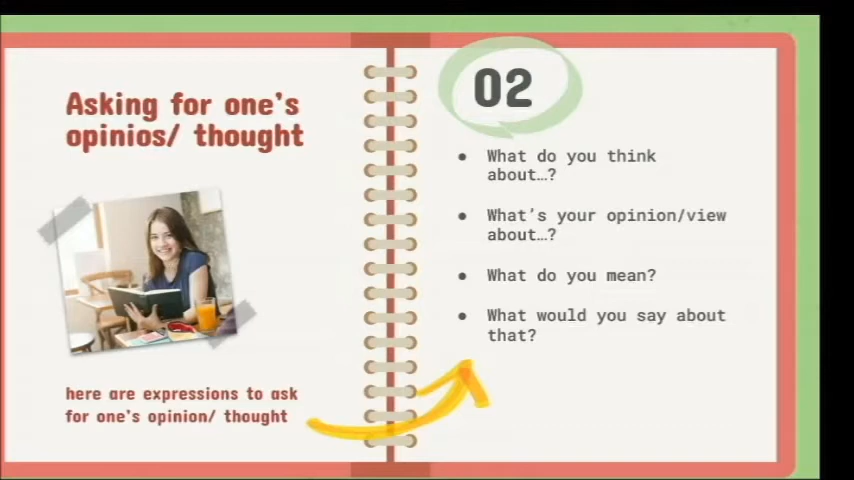 Asking for one's
opinios/ thought
here are expressions to ask
for one's opinion/ thought
02
• What do you think
about…?
• What's your opinion/view
about…?
• What do you mean?
• What would you say about
that?